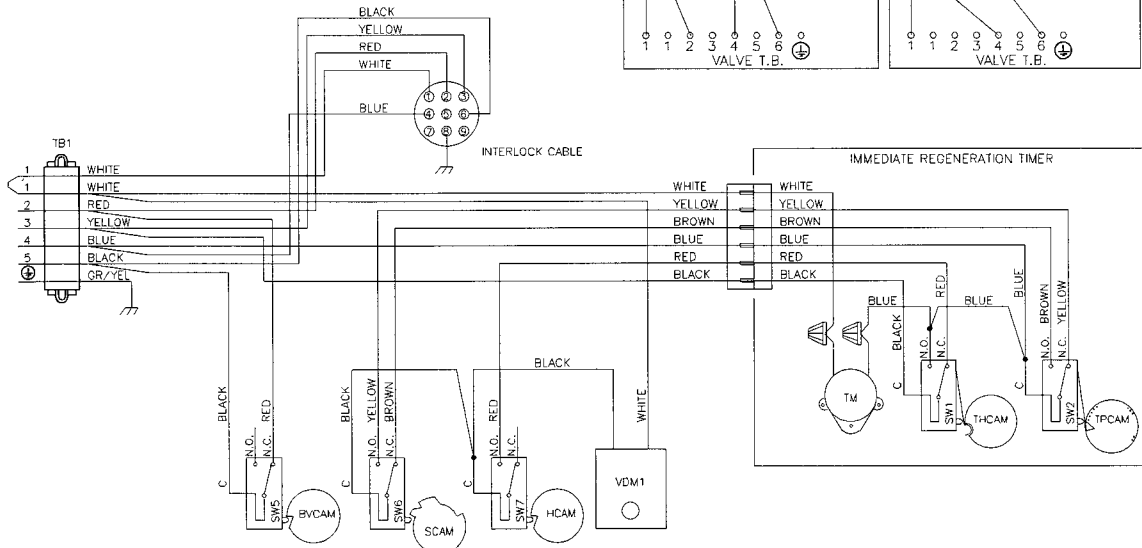 BLACK
YELLOW
RED
WHITE
BLUE
1 2 3
4 5 6
7 8 9
INTERLOCK CABLE
1 1 2 3 4 5 6
VALVE T.B.
1 1 2 3 4 5 6
VALVE T.B.
TB1
1 WHITE
1 WHITE
2 RED
3 YELLOW
4 BLUE
5 BLACK
GR/YEL
IMMEDIATE REGENERATION TIMER
WHITE WHITE
YELLOW YELLOW
BROWN BROWN
BLUE BLUE
RED RED
BLACK BLACK
BLUE
BLACK
RED
BLUE
BLUE
BROWN
YELLOW
N.O.
N.C.
C
SW1
THCAM
N.O.
N.C.
C
SW2
TPCAM
TM
BLACK
RED
N.O.
N.C.
C
SW5
BVCAM
BLACK
YELLOW
BROWN
N.O.
N.C.
C
SW6
SCAM
BLACK
RED
N.O.
N.C.
C
SW7
HCAM
WHITE
VDM1